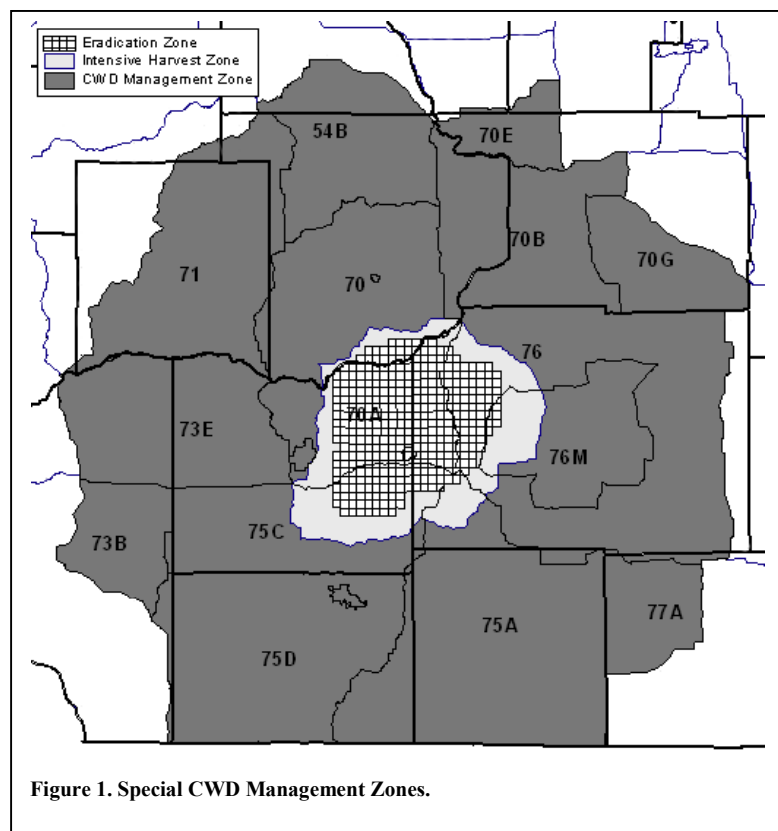 Eradication Zone
Intensive Harvest Zone
CWD Management Zone
54B
70E
70B
70G
71
70
76
70A
73E
76M
75C
73B
75A
77A
75D
Figure 1. Special CWD Management Zones.